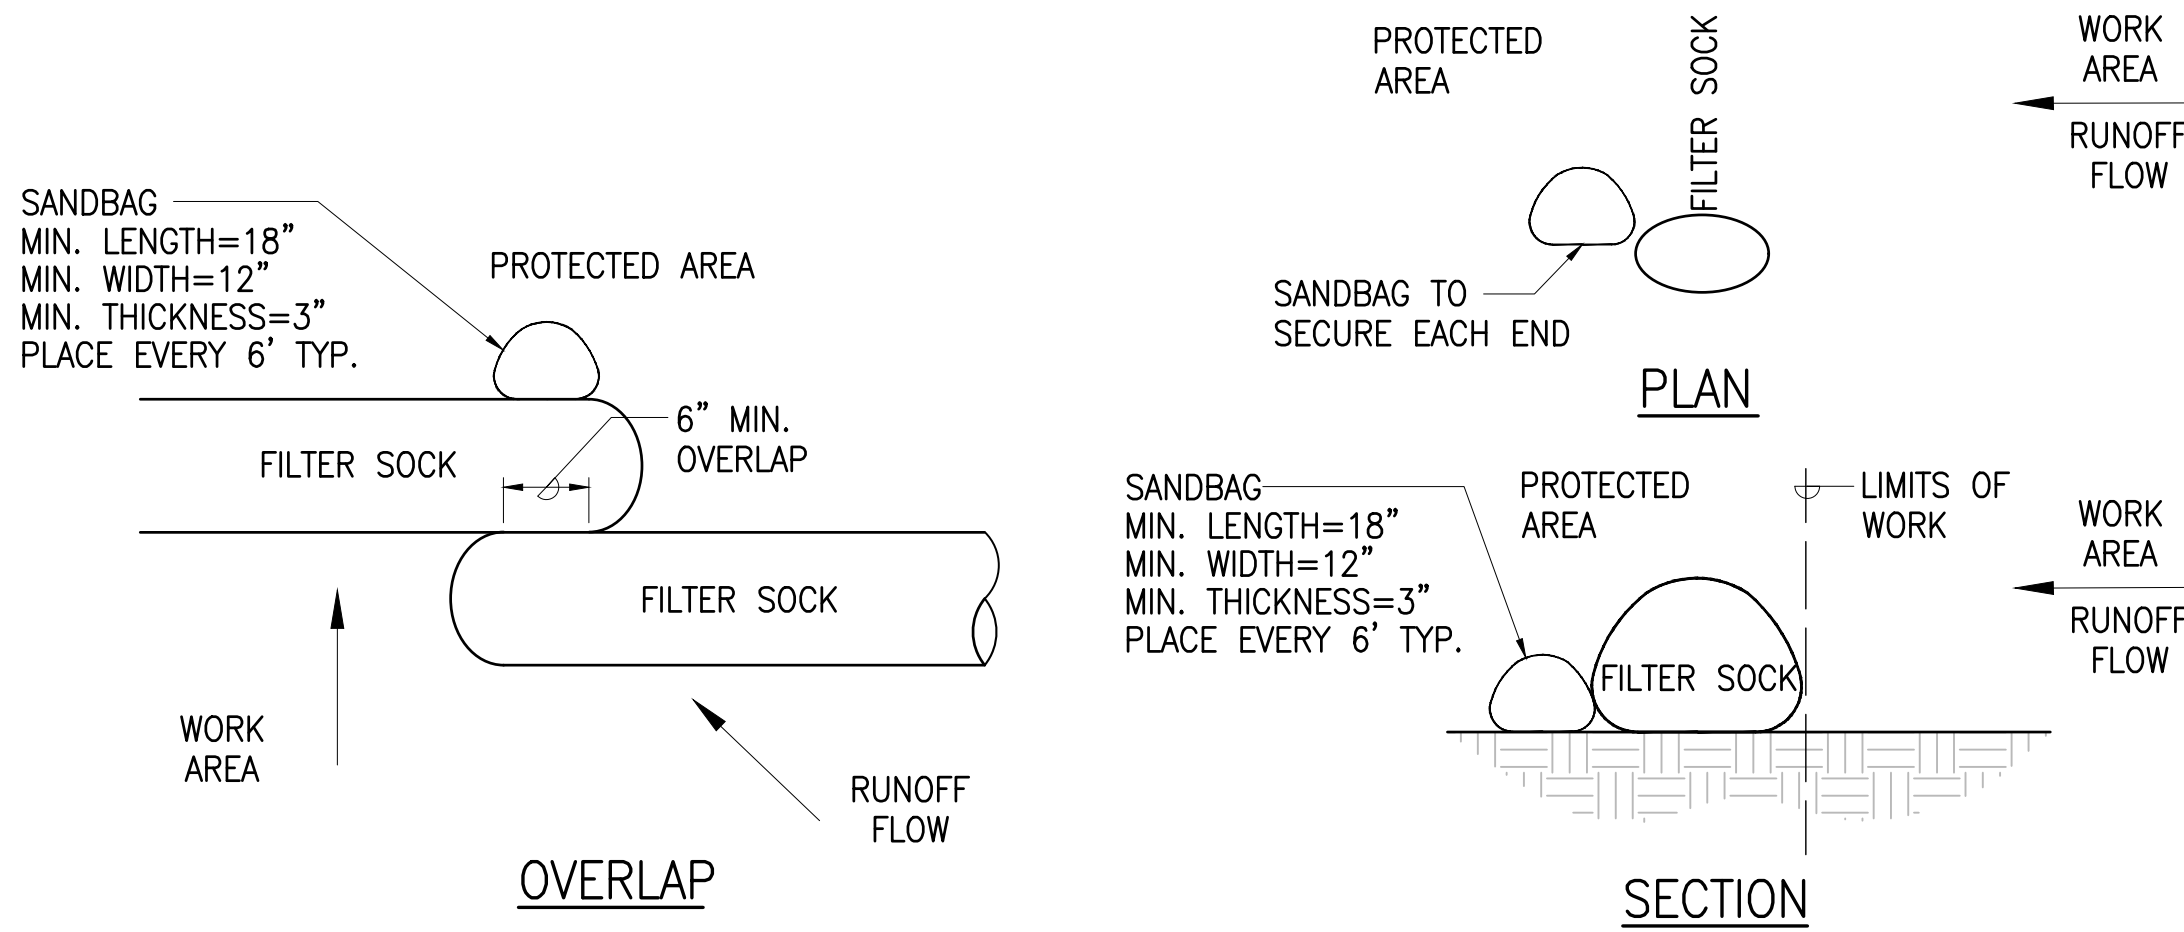 SANDBAG
MIN. LENGTH=18”
MIN. WIDTH=12”
MIN. THICKNESS=3”
PLACE EVERY 6’ TYP.
PROTECTED AREA
6” MIN.
OVERLAP
FILTER SOCK
FILTER SOCK
WORK
AREA
RUNOFF
FLOW
OVERLAP
PROTECTED
AREA
FILTER SOCK
WORK
AREA
RUNOFF
FLOW
SANDBAG TO
SECURE EACH END
PLAN
SANDBAG
MIN. LENGTH=18”
MIN. WIDTH=12”
MIN. THICKNESS=3”
PLACE EVERY 6’ TYP.
PROTECTED
AREA
LIMITS OF
WORK
WORK
AREA
RUNOFF
FLOW
FILTER SOCK
SECTION